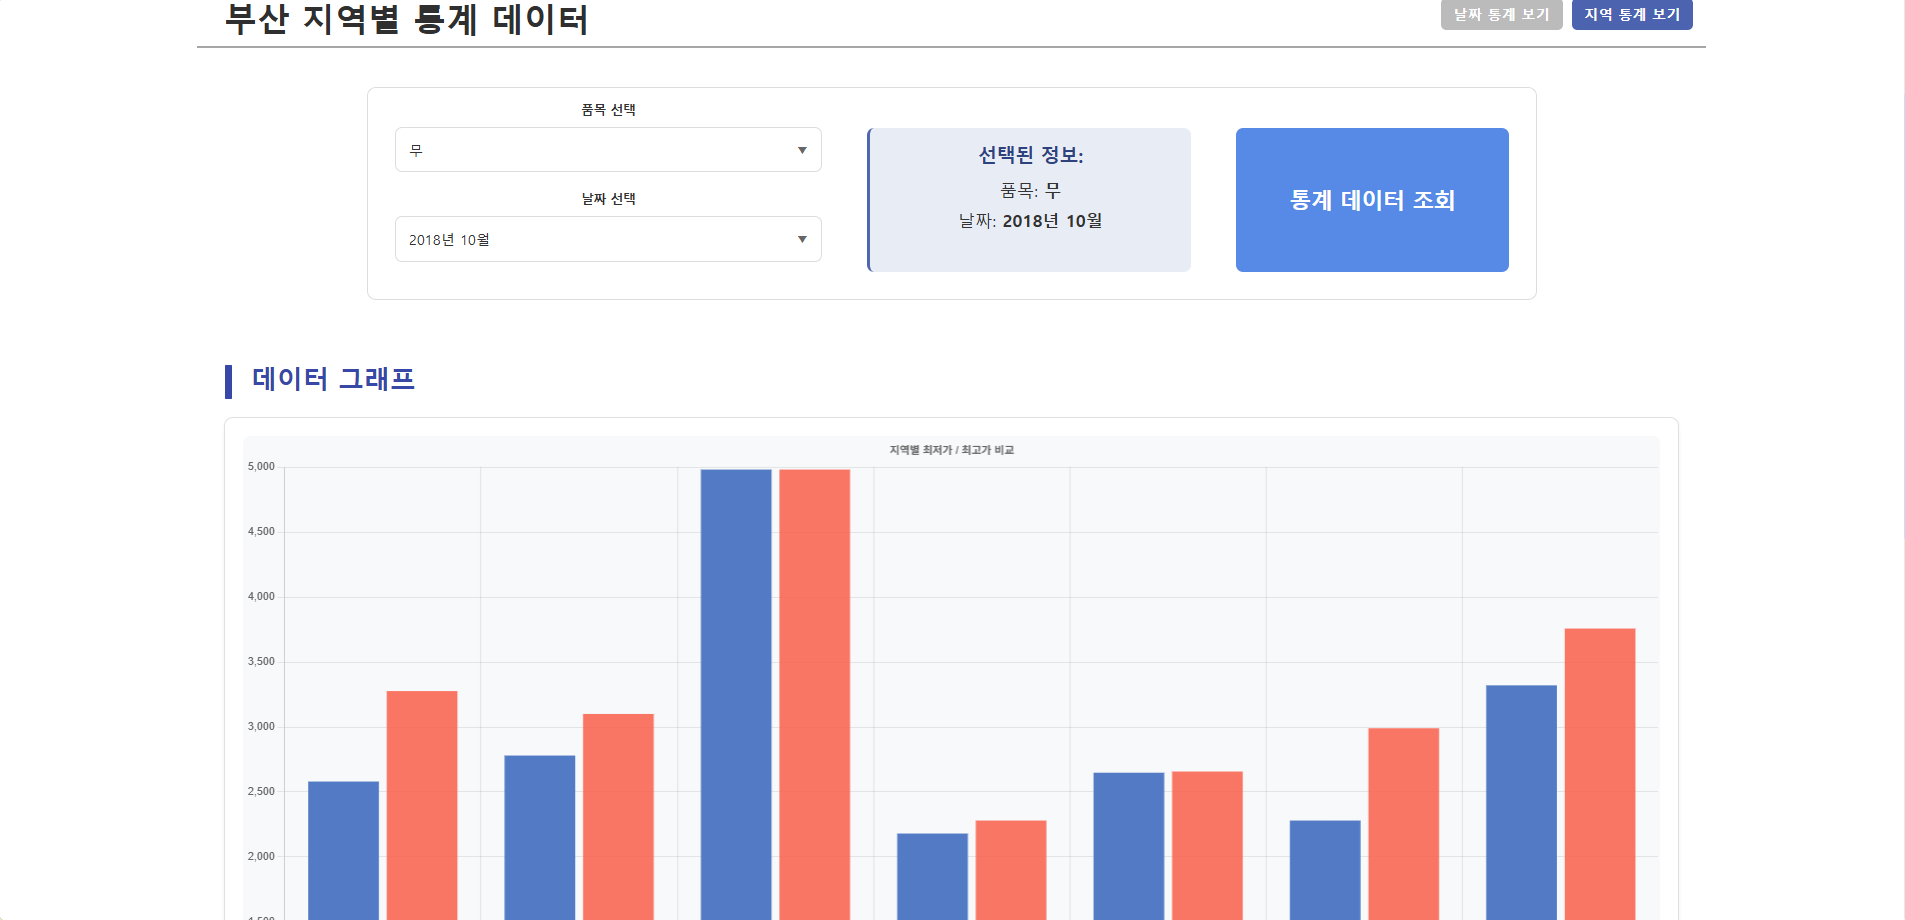 부산 지역별 통계 데이터
날짜 통계 보기
지역 통계 보기
품목 선택
무
날짜 선택
2018년 10월
선택된 정보:
품목: 무
날짜: 2018년 10월
통계 데이터 조회
데이터 그래프
지역별 최저가 / 최고가 비교
5,000
4,500
4,000
3,500
3,000
2,500
2,000
1,500